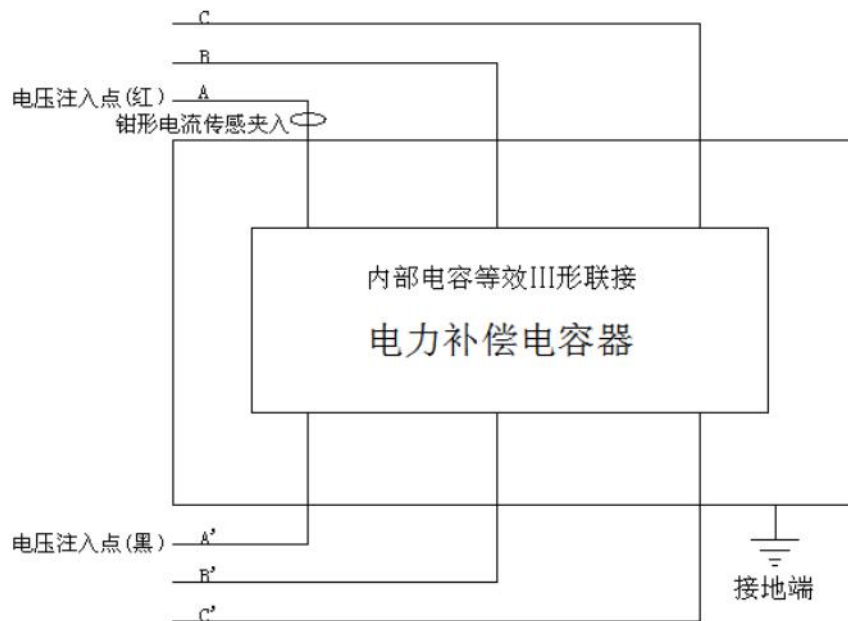 C
B
电压注入点(红) A
钳形电流传感夹入
内部电容等效III形联接
电力补偿电容器
电压注入点(黑) A'
B'
接地端
C'